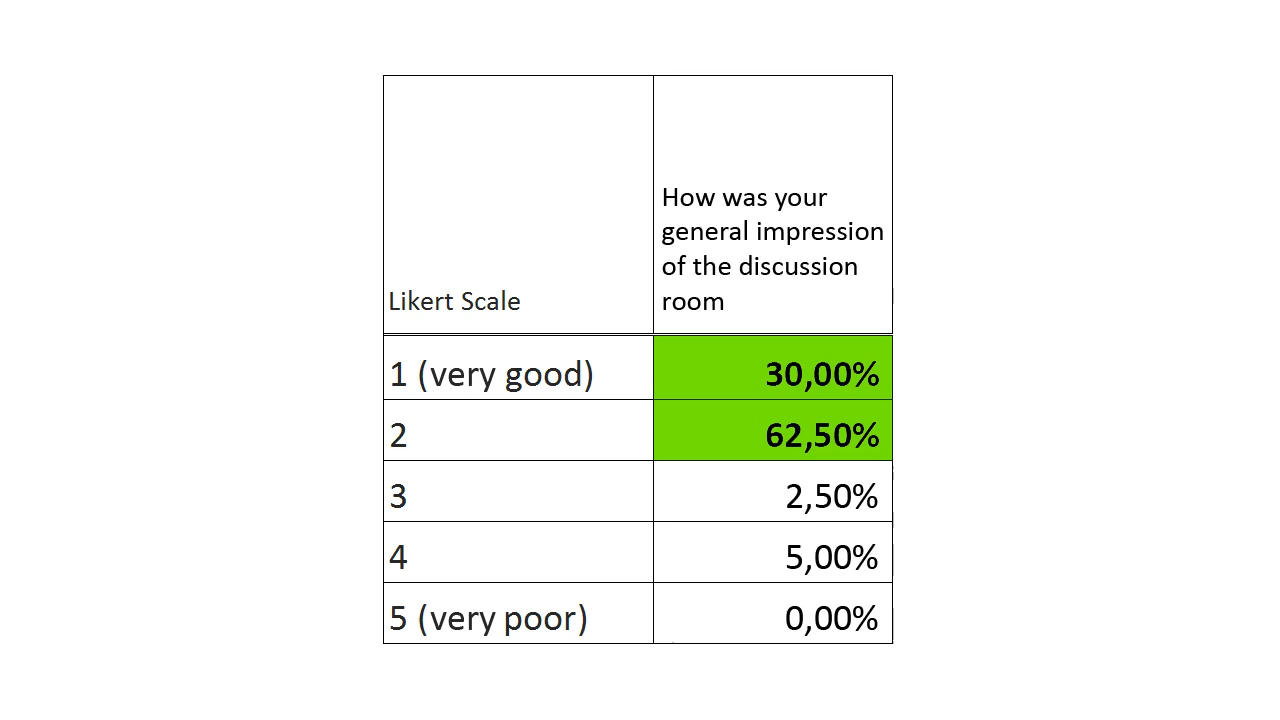 How was your
general impression
of the discussion
Likert Scale room
1 (very good) 30,00%
2 62,50%
3 2,50%
4 5,00%
5 (very poor) 0,00%